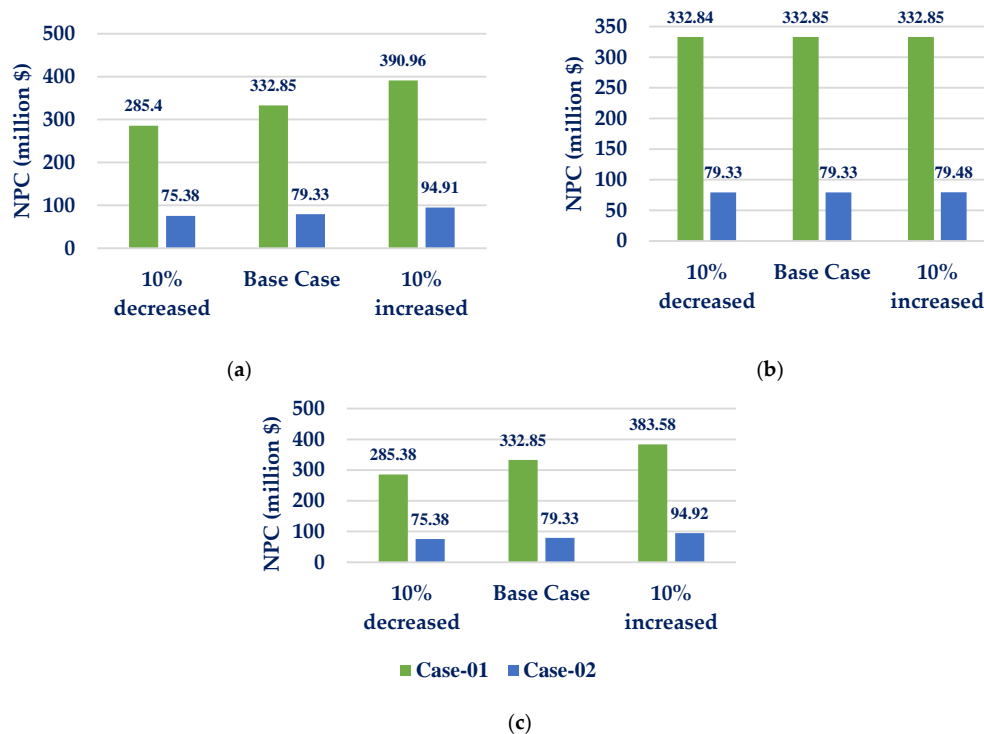 NPC (million $)
500
400
300
200
100
0
285.4
75.38
332.85
79.33
390.96
94.91
10%
decreased
Base Case
10%
increased
(a)
NPC (million $)
350
300
250
200
150
100
50
0
332.84
79.33
332.85
79.33
332.85
79.48
10%
decreased
Base Case
10%
increased
(b)
NPC (million $)
500
400
300
200
100
0
285.38
75.38
332.85
79.33
383.58
94.92
10%
decreased
Base Case
10%
increased
Case-01
Case-02
(c)